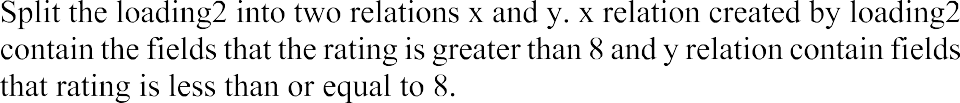 Split the loading2 into two relations x and y. x relation created by loading2
contain the fields that the rating is greater than 8 and y relation contain fields
that rating is less than or equal to 8.